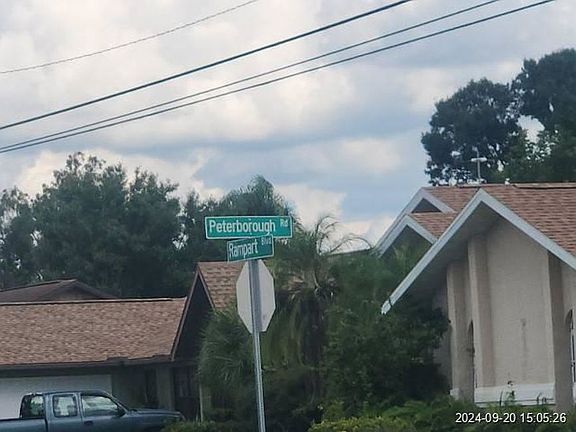 Peterborough Rd
Rampart Blvd
2024-09-20 15:05:26